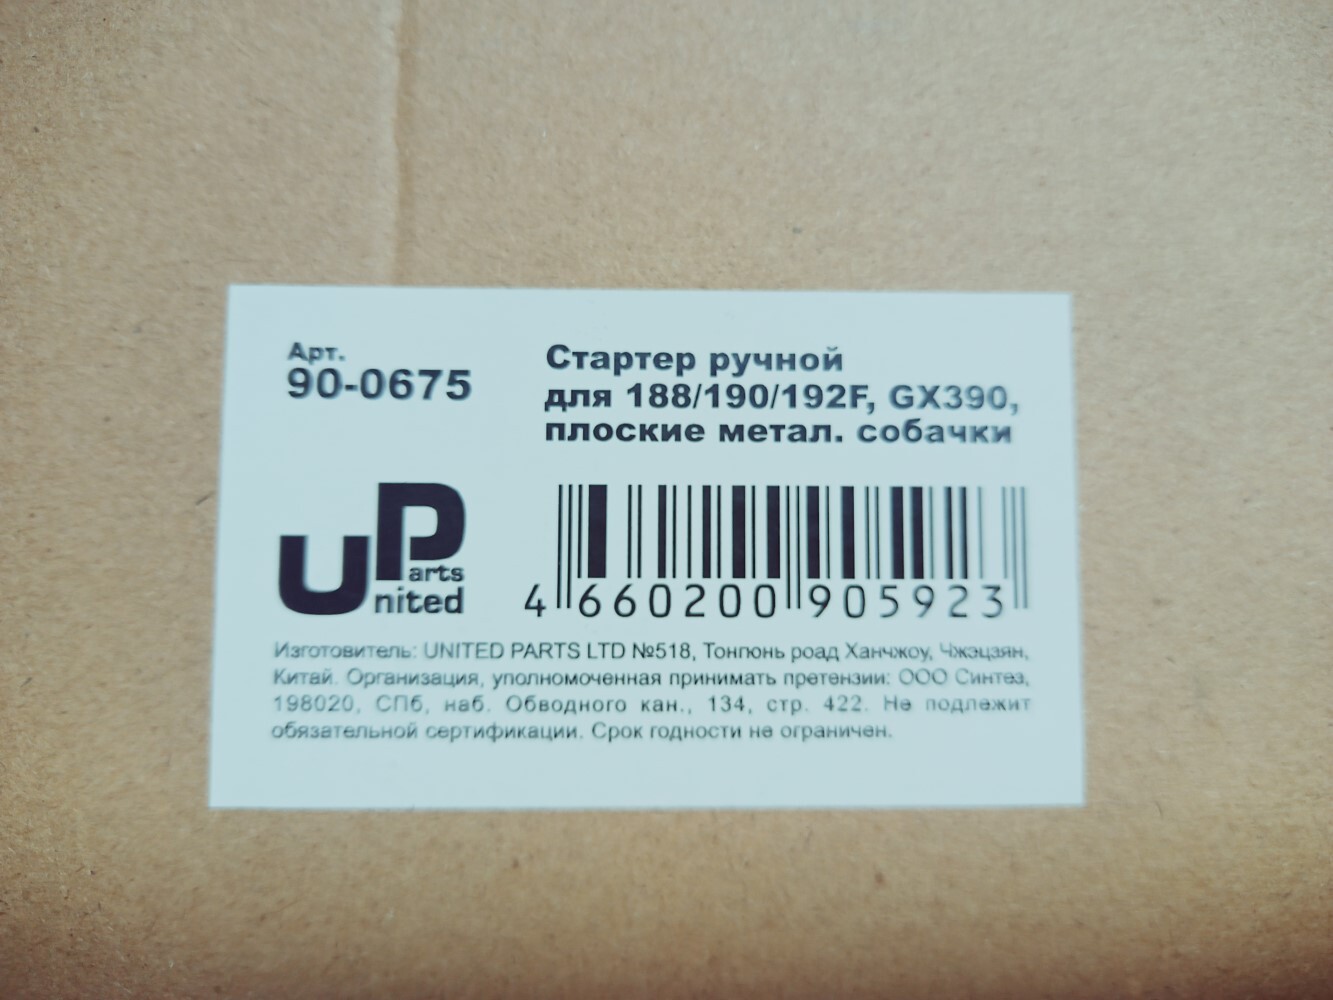 Арт.
90-0675
Стартер ручной
для 188/190/192F, GX390,
плоские метал. собачки
UParts
United
4 660200 905923
Изготовитель: UNITED PARTS LTD №518, Тонгюнь роад Ханчжоу, Чжэцзян,
Китай. Организация, уполномоченная принимать претензии: ООО Синтез,
198020, СПб, наб. Обводного кан., 134, стр. 422. Не подлежит
обязательной сертификации. Срок годности не ограничен.